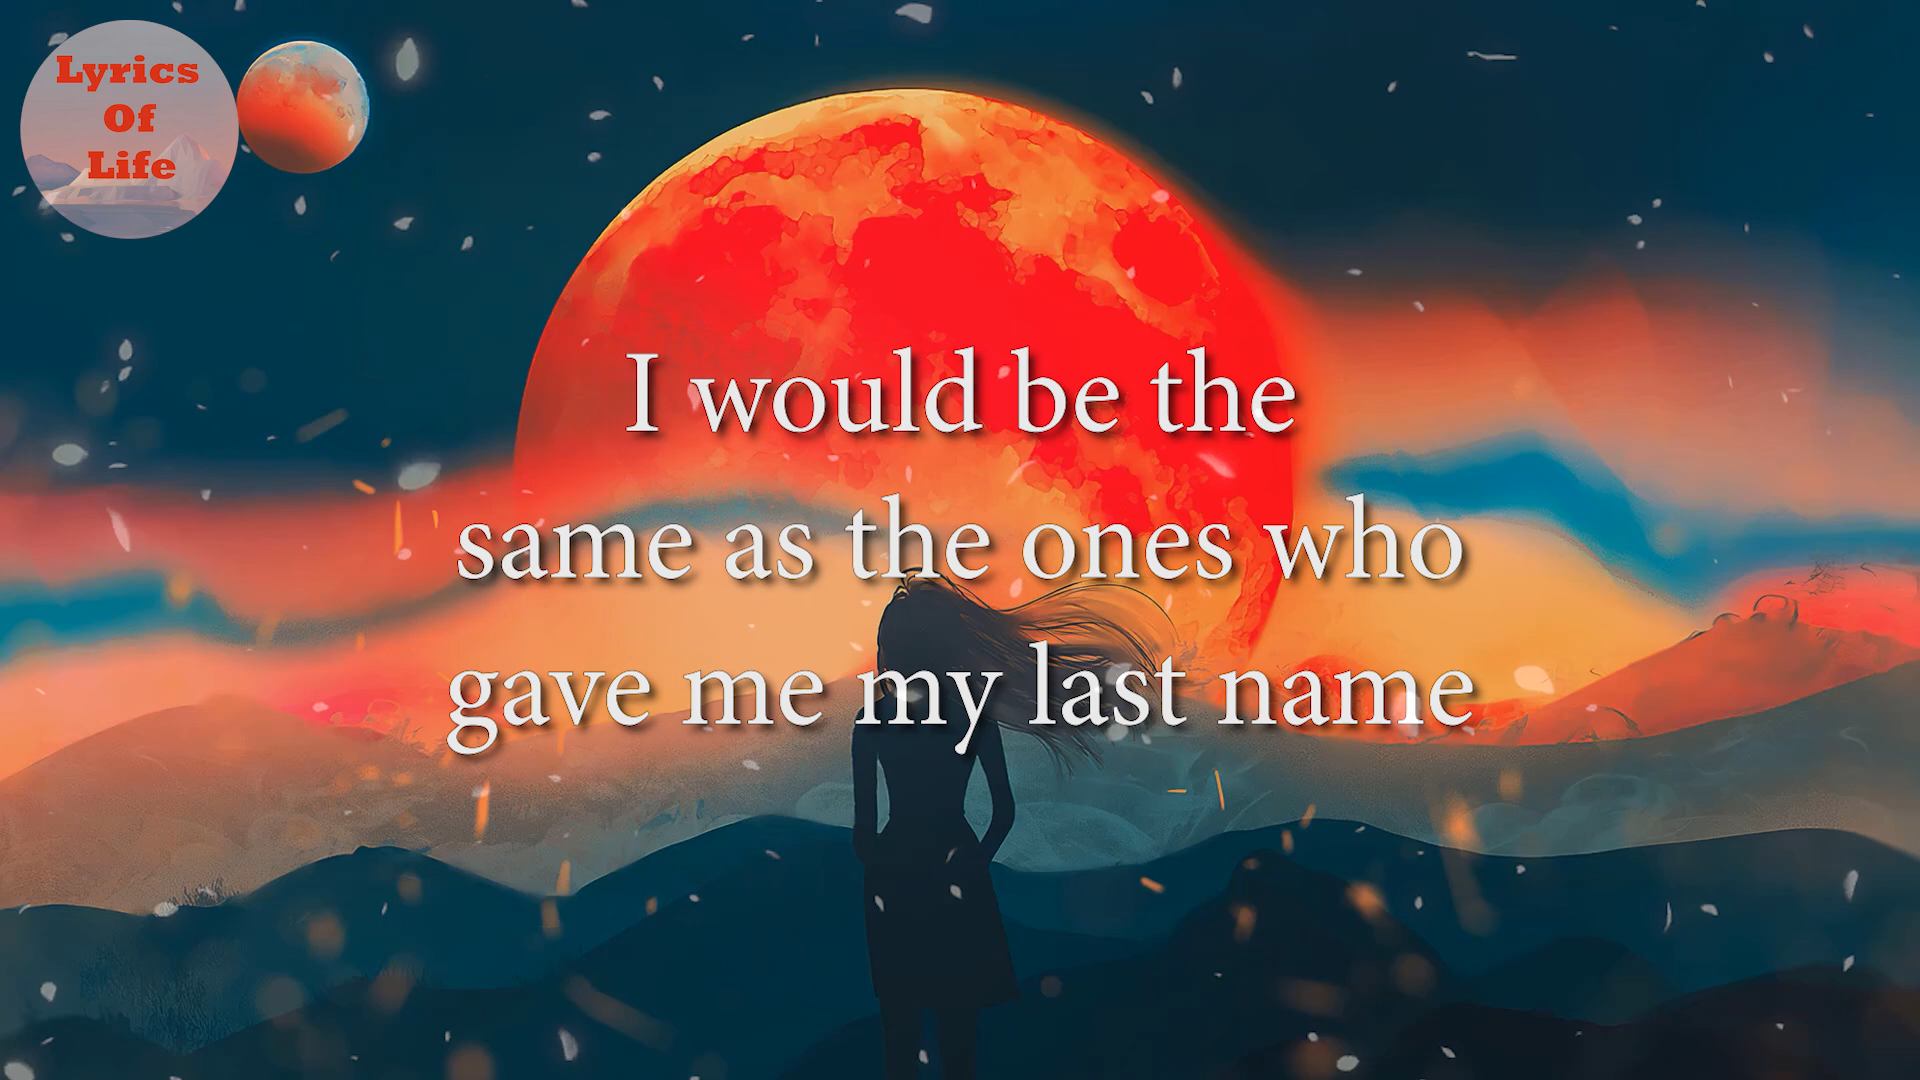 Lyrics
Of
Life
I would be the
same as the ones who
gave me my last name